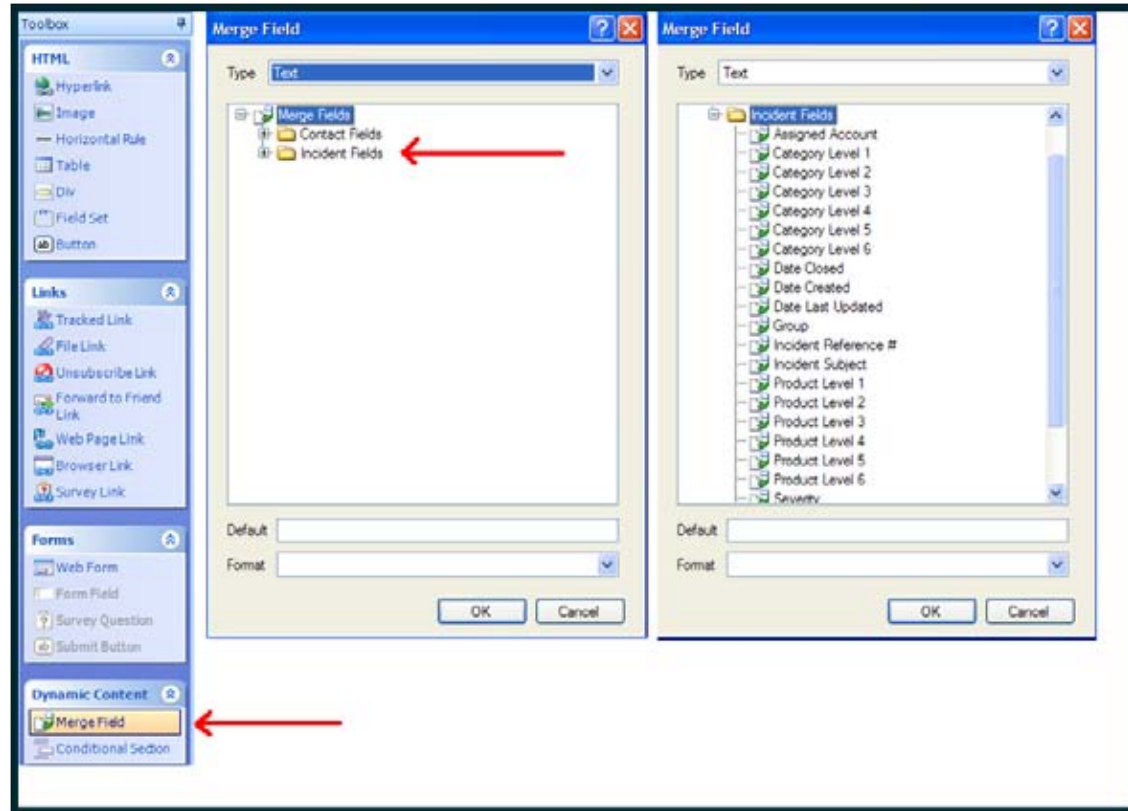 Toolbox
HTML
Hyperlink
Image
Horizontal Rule
Table
Div
Field Set
ab Button
Links
Tracked Link
File Link
Unsubscribe Link
Forward to Friend
Link
Web Page Link
Browser Link
Survey Link
Forms
Web Form
Form Field
Survey Question
ab Submit Button
Dynamic Content
Merge Field
Conditional Section
Merge Field
Type Text
Merge Fields
Contact Fields
Incident Fields
Default
Format
OK Cancel
Merge Field
Type Text
Incident Fields
Assigned Account
Category Level 1
Category Level 2
Category Level 3
Category Level 4
Category Level 5
Category Level 6
Date Closed
Date Created
Date Last Updated
Group
Incident Reference #
Incident Subject
Product Level 1
Product Level 2
Product Level 3
Product Level 4
Product Level 5
Product Level 6
Severity
Default
Format
OK Cancel